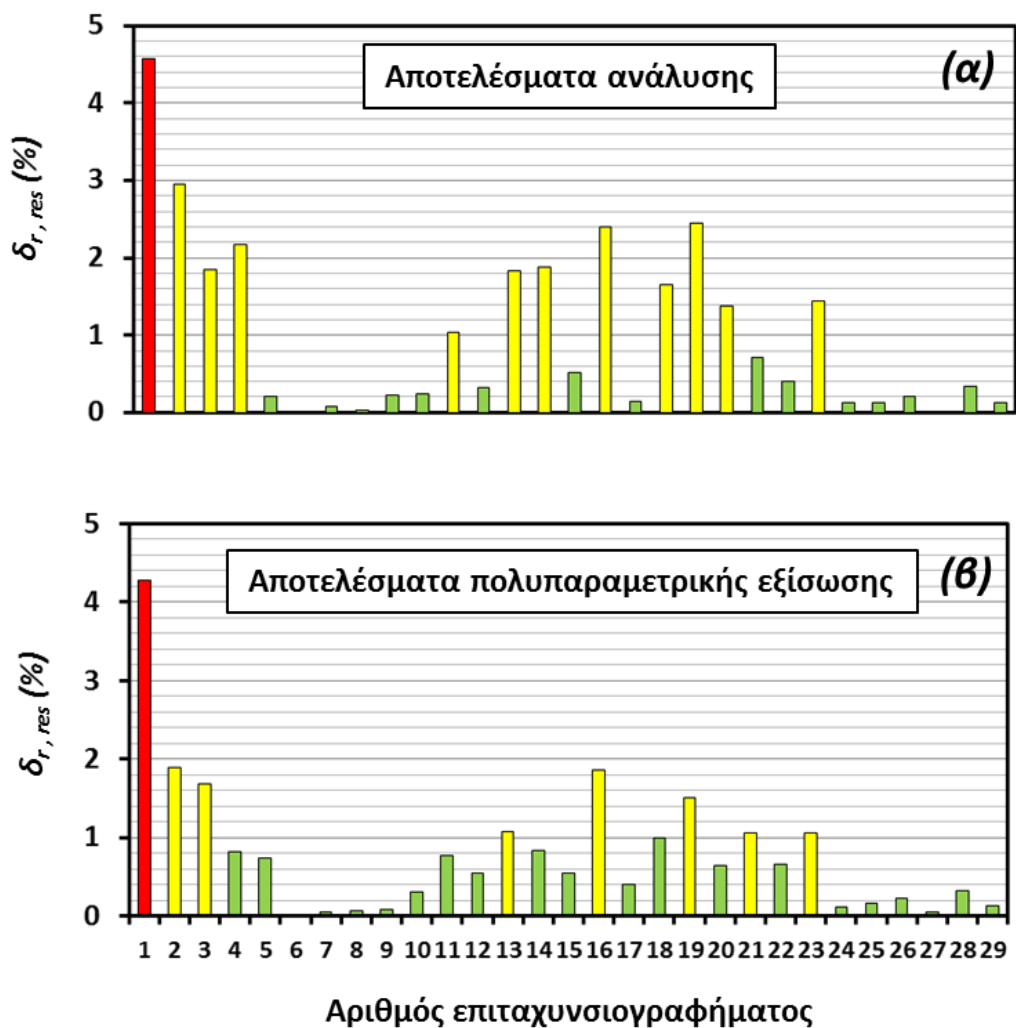 Αποτελέσματα ανάλυσης
(α)
δr, res (%)
5
4
3
2
1
0
Αποτελέσματα πολυπαραμετρικής εξίσωσης
(β)
δr, res (%)
5
4
3
2
1
0
1 2 3 4 5 6 7 8 9 10 11 12 13 14 15 16 17 18 19 20 21 22 23 24 25 26 27 28 29
Αριθμός επιταχυνσιογραφήματος